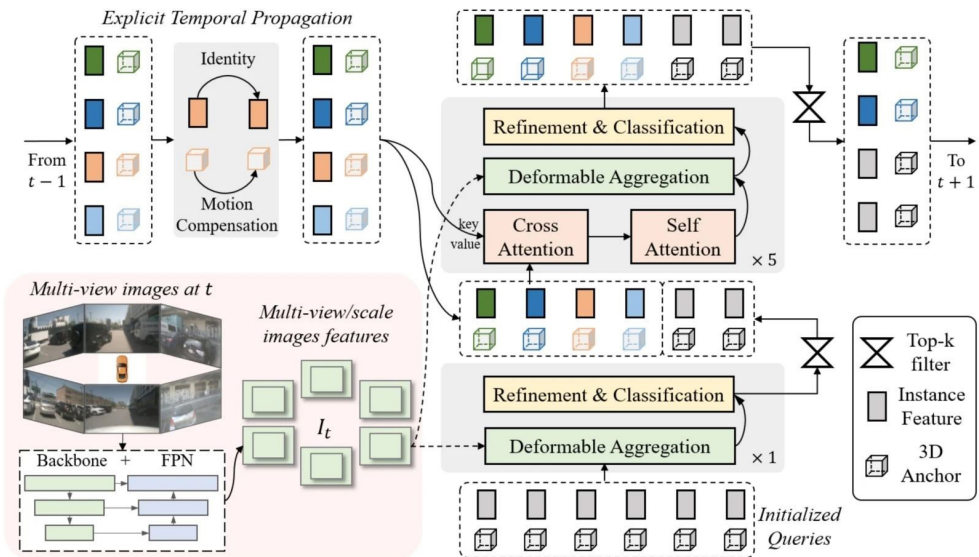 Explicit Temporal Propagation
Identity
From
t − 1
Motion
Compensation
Refinement & Classification
Deformable Aggregation
key
value
Cross
Attention
Self
Attention
× 5
To
t + 1
Multi-view images at t
Multi-view/scale
images features
I_t
Backbone + FPN
Refinement & Classification
Deformable Aggregation
× 1
Initialized
Queries
Top-k
filter
Instance
Feature
3D
Anchor